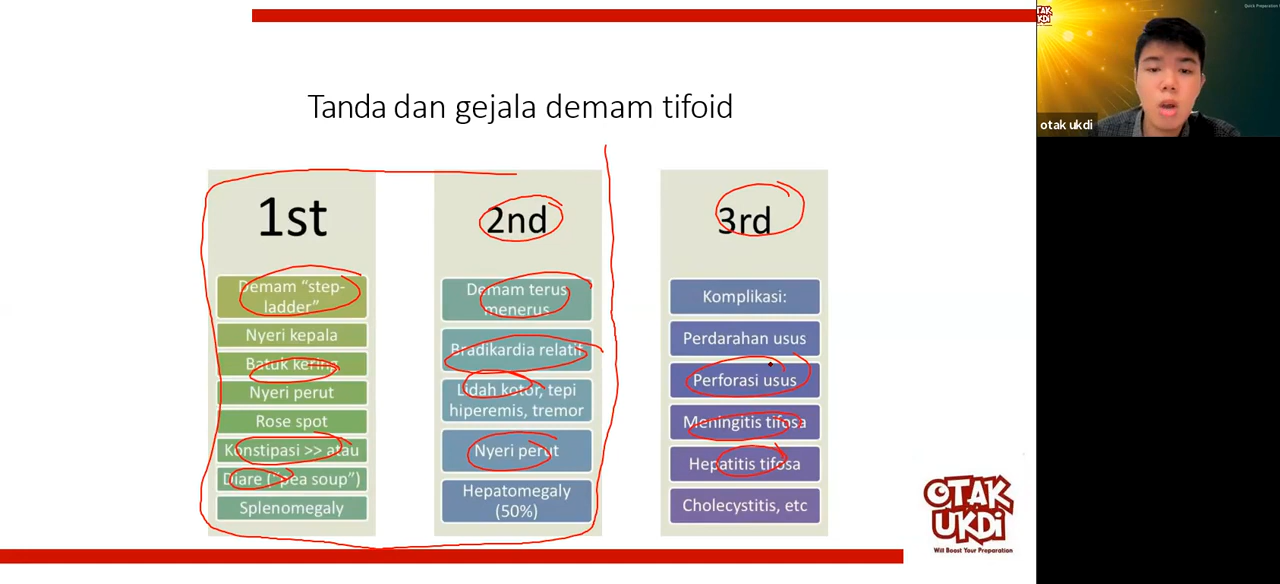 Tanda dan gejala demam tifoid
1st
Demam “step-
ladder”
Nyeri kepala
Batuk kering
Nyeri perut
Rose spot
Konstipasi >> atau
Diare (“pea soup”)
Splenomegaly
2nd
Demam terus
menerus
Bradikardia relatif
Lidah kotor, tepi
hiperemis, tremor
Nyeri perut
Hepatomegaly
(50%)
3rd
Komplikasi:
Perdarahan usus
Perforasi usus
Meningitis tifosa
Hepatitis tifosa
Cholecystitis, etc
OTAK
UKDI
Will Boost Your Preparation
OTAK
UKDI
Quick Preparation
otak ukdi